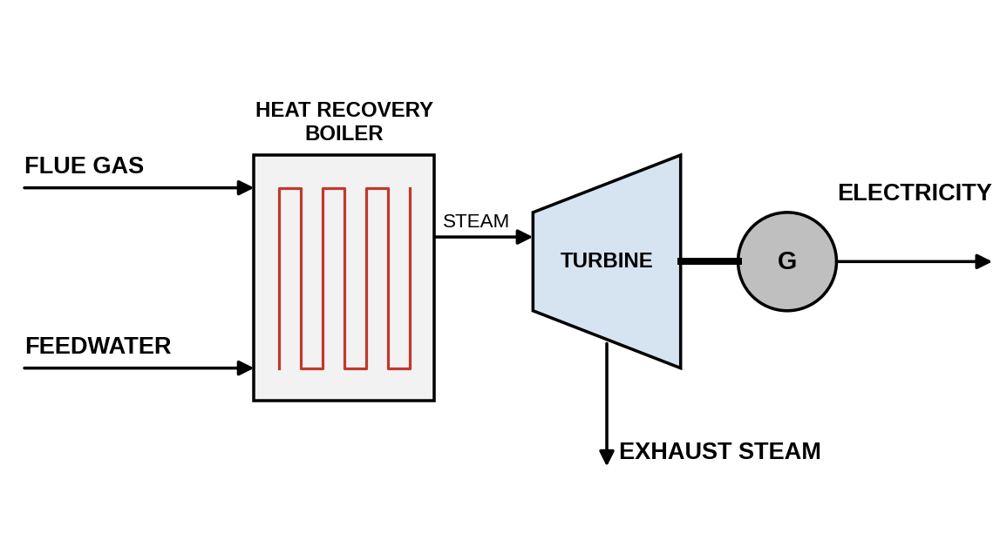 HEAT RECOVERY
BOILER
FLUE GAS
ELECTRICITY
STEAM
TURBINE
G
FEEDWATER
EXHAUST STEAM